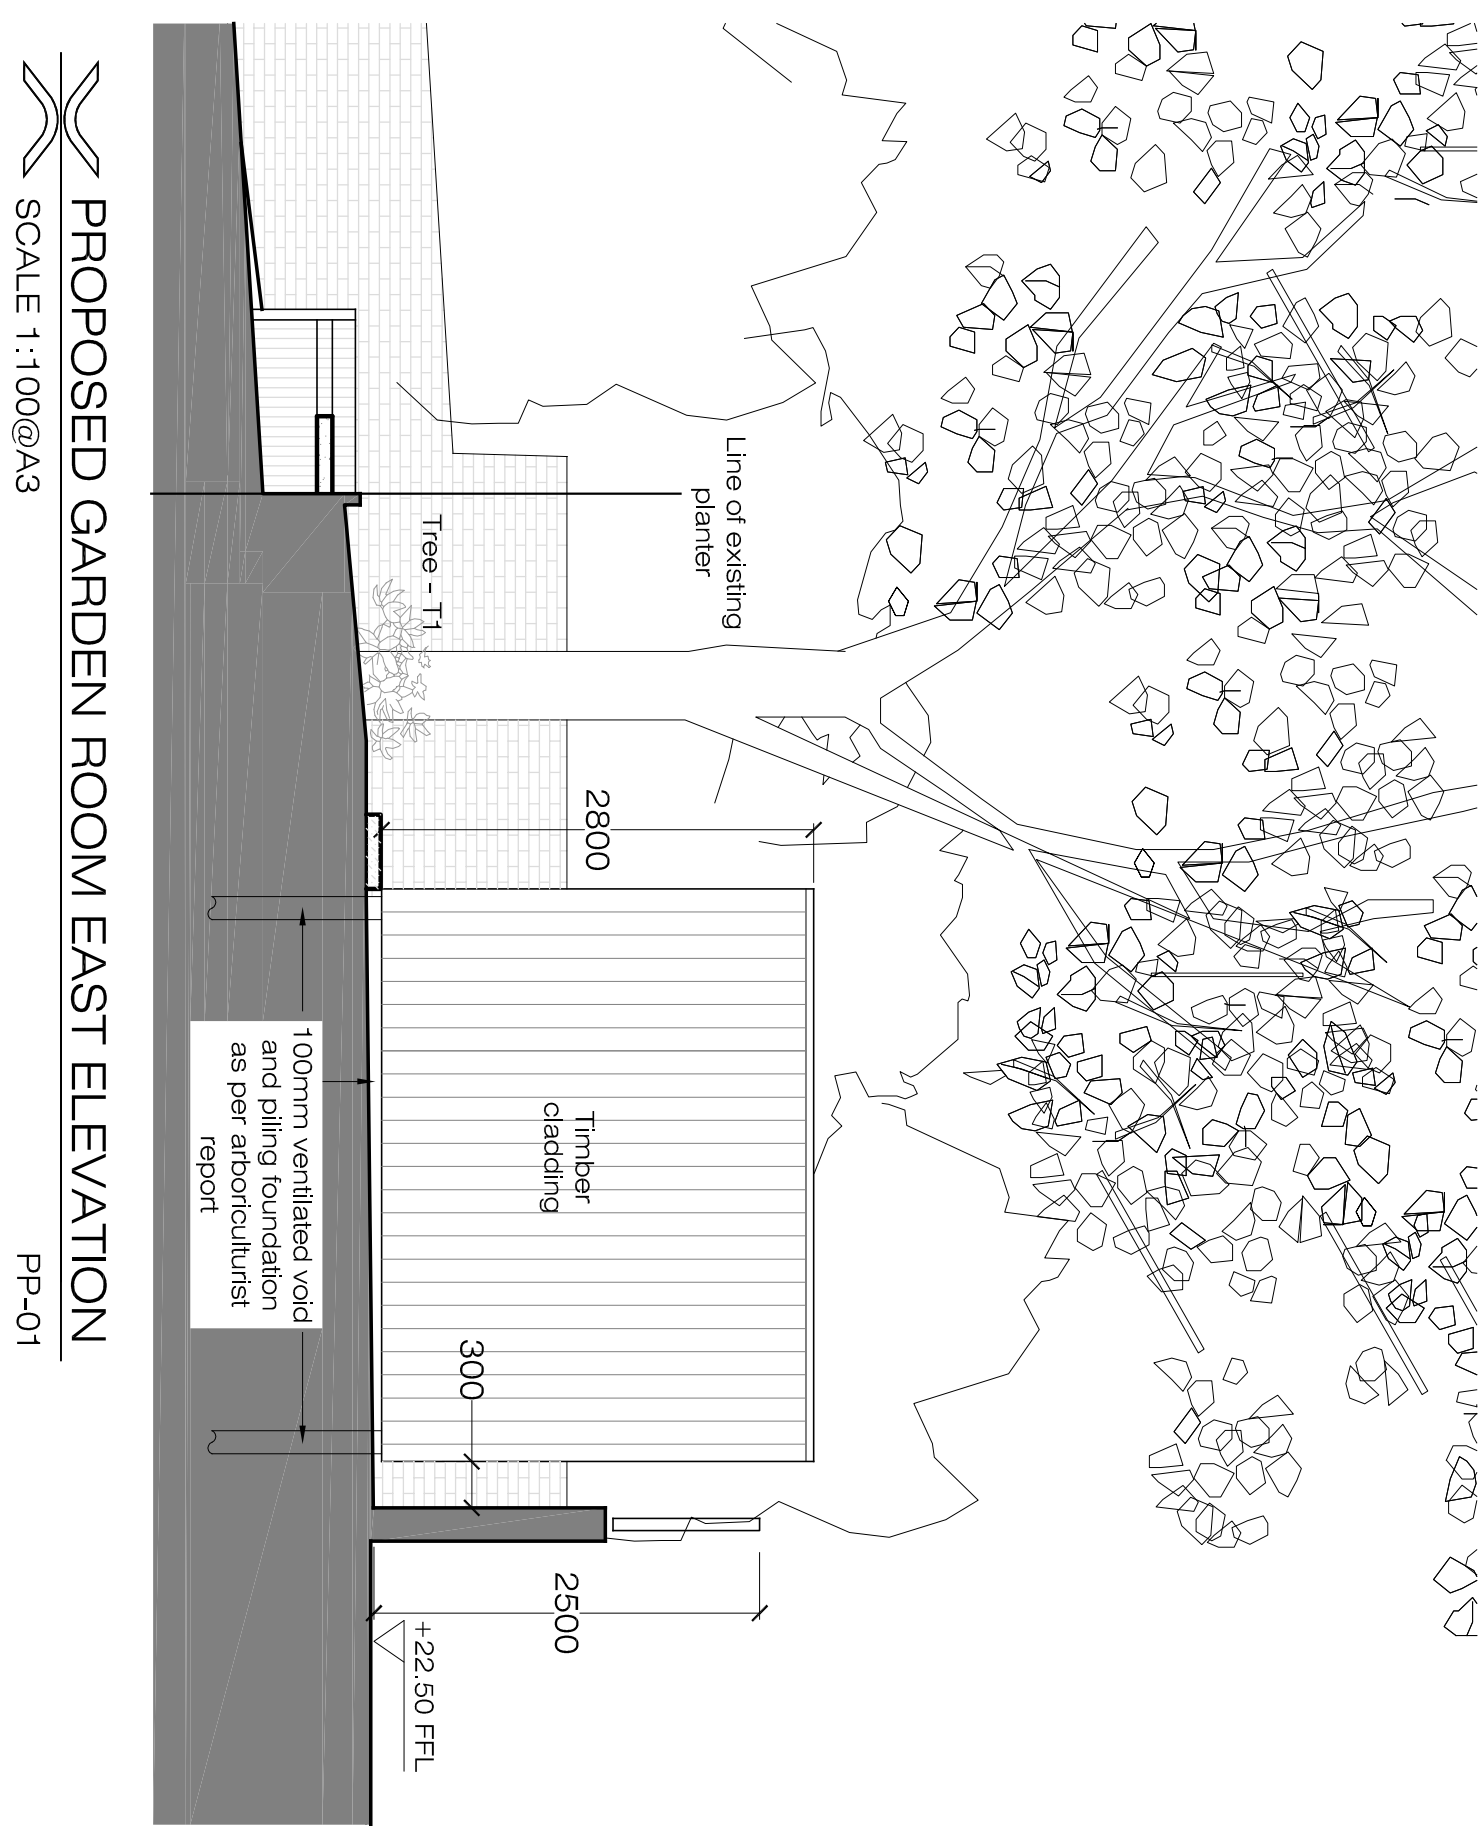 Line of existing
planter
Tree - T1
2800
Timber
cladding
300
2500
+22.50 FFL
100mm ventilated void
and piling foundation
as per arboriculturist
report
PROPOSED GARDEN ROOM EAST ELEVATION
SCALE 1:100@A3
PP-01